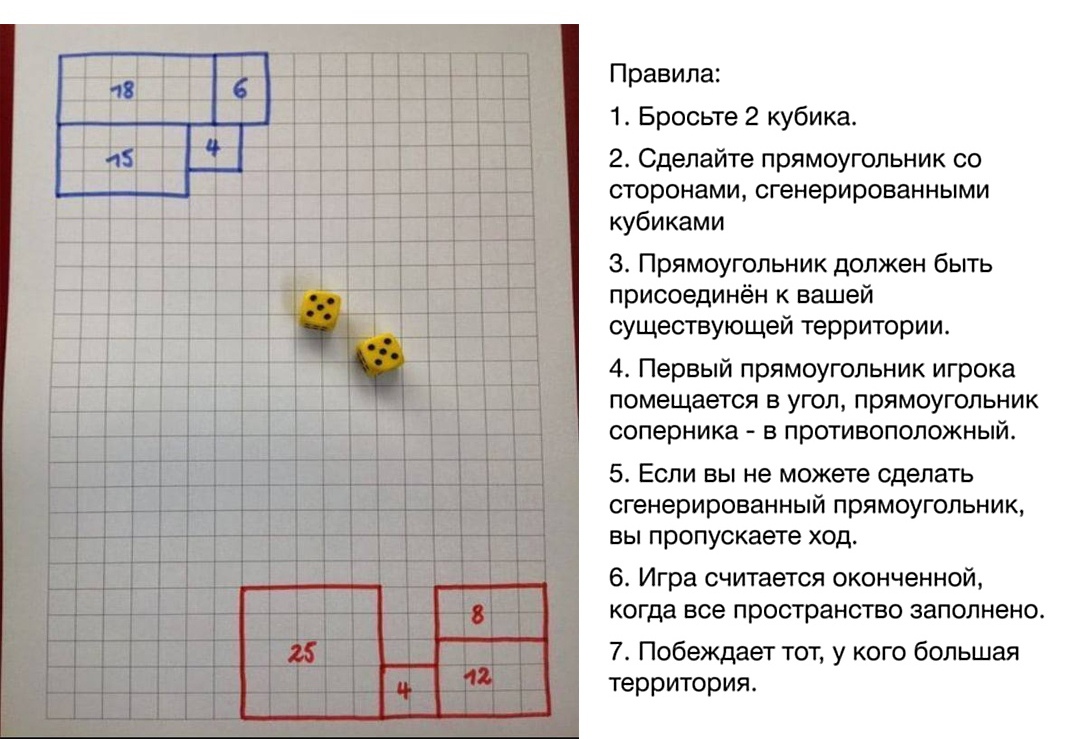 18
6
15
4
8
25
4
12
Правила:
1. Бросьте 2 кубика.
2. Сделайте прямоугольник со
сторонами, сгенерированными
кубиками
3. Прямоугольник должен быть
присоединён к вашей
существующей территории.
4. Первый прямоугольник игрока
помещается в угол, прямоугольник
соперника - в противоположный.
5. Если вы не можете сделать
сгенерированный прямоугольник,
вы пропускаете ход.
6. Игра считается оконченной,
когда все пространство заполнено.
7. Побеждает тот, у кого большая
территория.